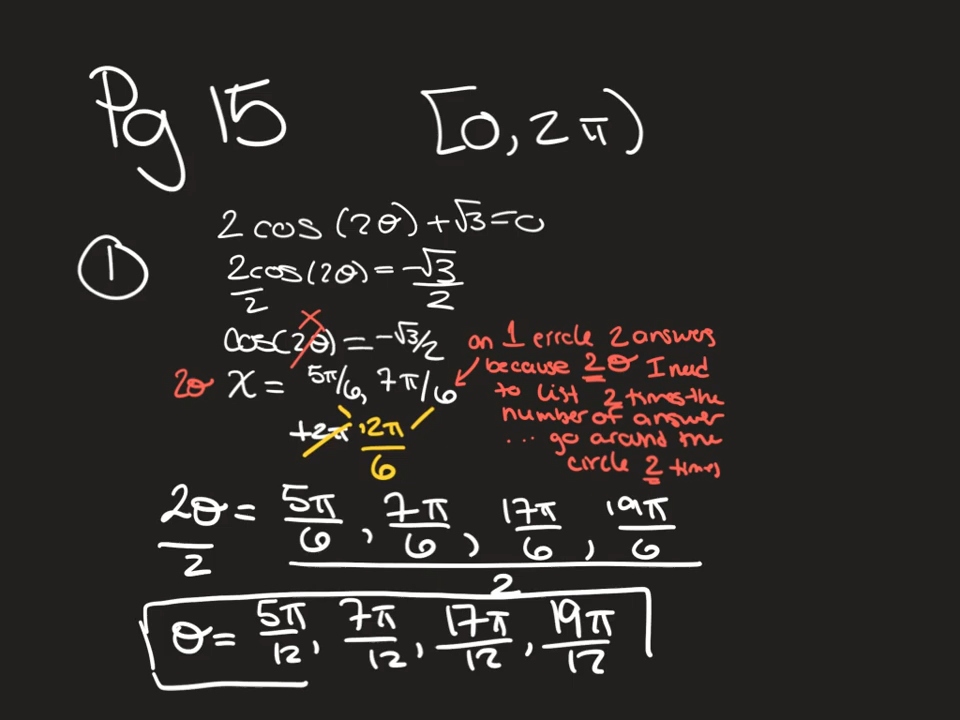 Pg 15 [0, 2π)
① 2 cos (2θ) + √3 = 0
2cos(2θ) = -√3
2 2
cos(2θ) = -√3/2
x
2θ x = 5π/6, 7π/6
+2π 12π/6
on 1 circle 2 answers
because 2θ I need
to list 2 times the
number of answer
... go around the
circle 2 times
2θ = 5π/6, 7π/6, 17π/6, 19π/6
2 2
θ = 5π/12, 7π/12, 17π/12, 19π/12